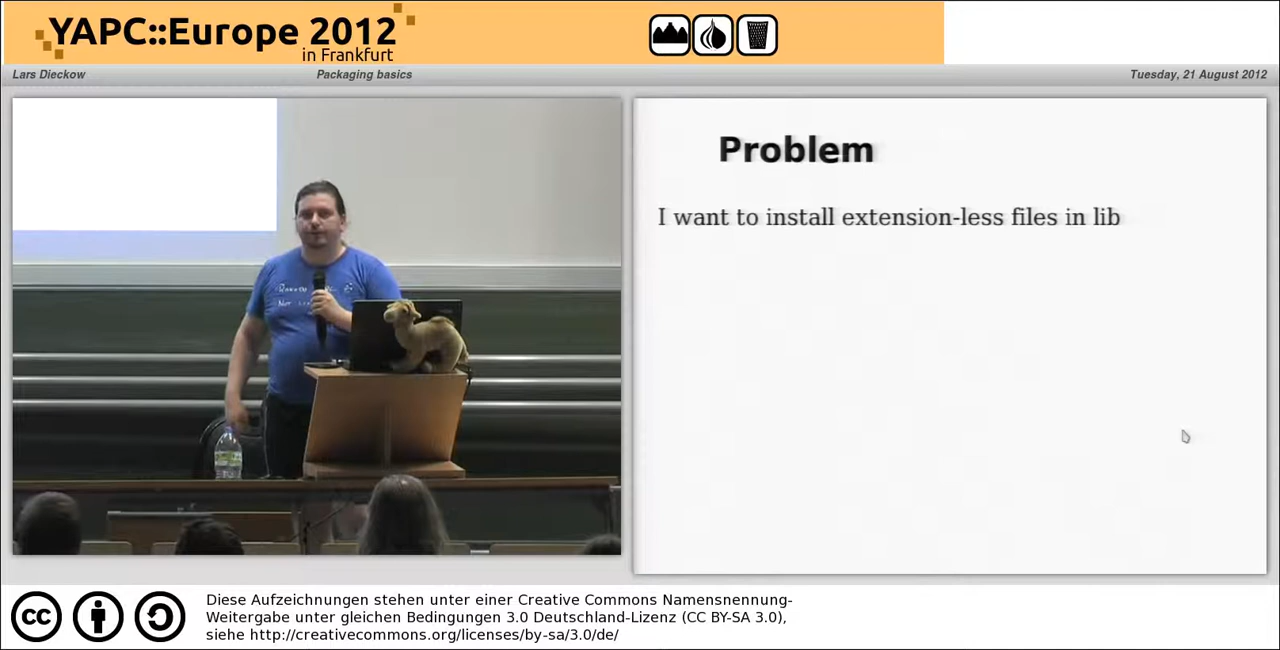 YAPC::Europe 2012
in Frankfurt
Lars Dieckow
Packaging basics
Tuesday, 21 August 2012
Problem
I want to install extension-less files in lib
cc
Diese Aufzeichnungen stehen unter einer Creative Commons Namensnennung-
Weitergabe unter gleichen Bedingungen 3.0 Deutschland-Lizenz (CC BY-SA 3.0),
siehe http://creativecommons.org/licenses/by-sa/3.0/de/